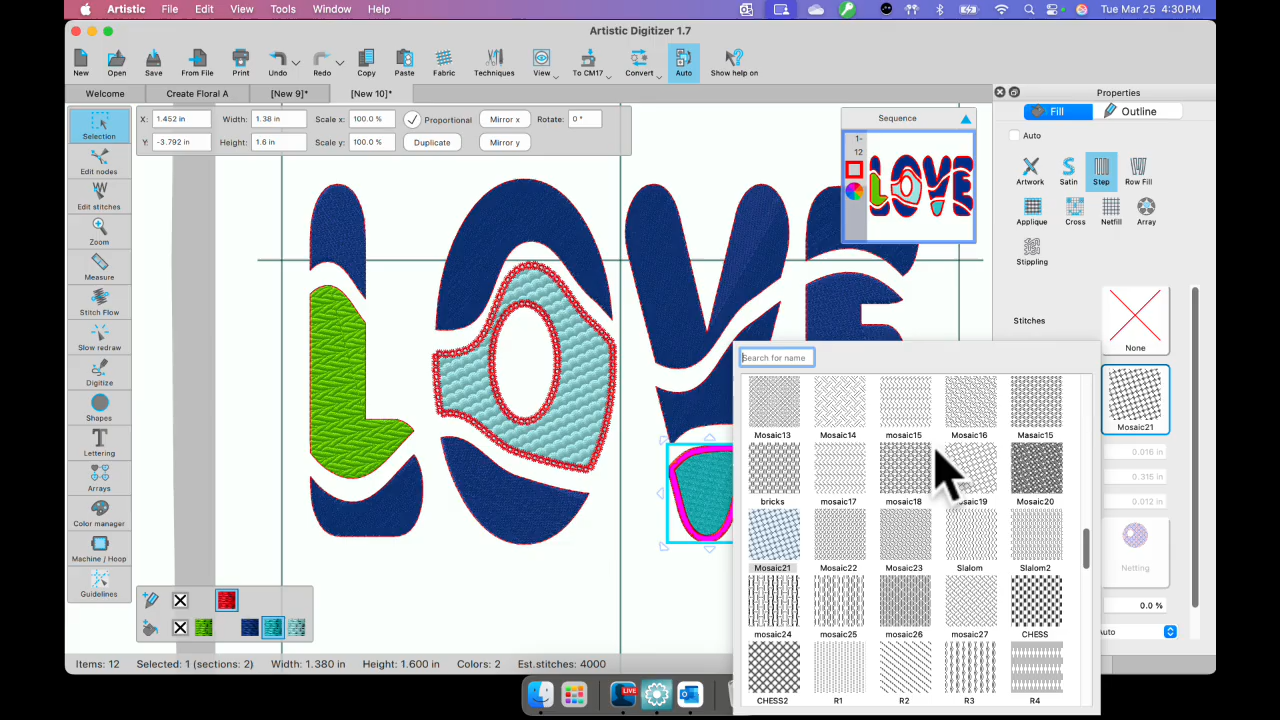 Artistic File Edit View Tools Window Help Tue Mar 25 4:30 PM
Artistic Digitizer 1.7
New Open Save From File Print Undo Redo Copy Paste Fabric Techniques View To CM17 Convert Auto Show help on
Welcome Create Floral A [New 9]* [New 10]*
Properties
Fill Outline
Auto
Artwork Satin Step Row Fill
Applique Cross Netfill Array
Stippling
Stitches
None
Mosaic21
0.016 in
0.315 in
0.012 in
Netting
0.0 %
Auto
X: 1.452 in Width: 1.38 in Scale X: 100.0 % Proportional Mirror x Rotate: 0 °
Y: -3.792 in Height: 1.6 in Scale y: 100.0 % Duplicate Mirror y
Sequence
1-
12
LOVE
Selection
Edit nodes
Edit stitches
Zoom
Measure
Stitch Flow
Slow redraw
Digitize
Shapes
Lettering
Arrays
Color manager
Machine / Hoop
Guidelines
LOVE
Search for name
Mosaic13 Mosaic14 mosaic15 Mosaic16 Masaic15
bricks mosaic17 mosaic18 Mosaic20
Mosaic21 Mosaic22 Mosaic23 Slalom Slalom2
mosaic24 mosaic25 mosaic26 mosaic27 CHESS
CHESS2 R1 R2 R3 R4
Items: 12 Selected: 1 (sections: 2) Width: 1.380 in Height: 1.600 in Colors: 2 Est.stitches: 4000
LIVE